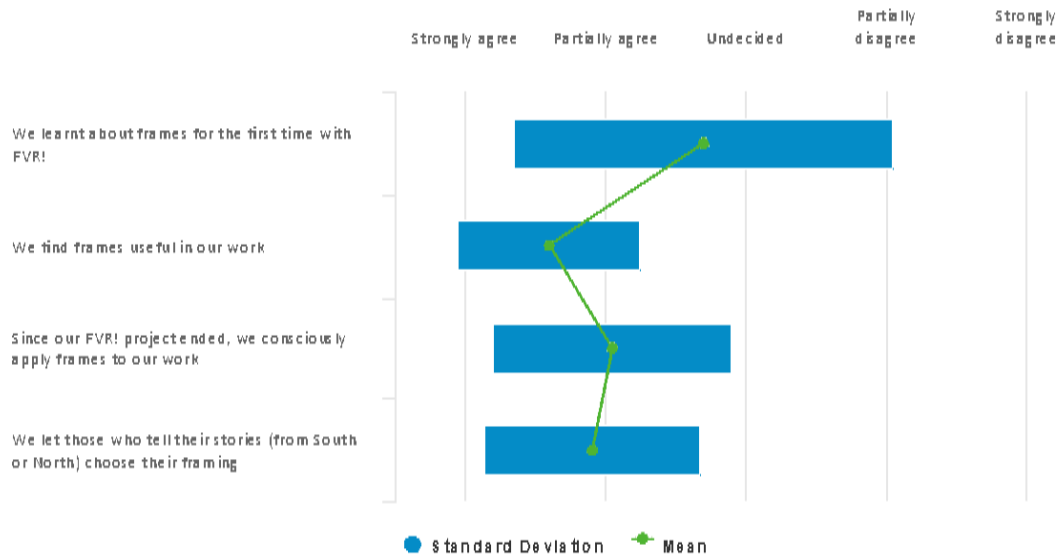 Strongly agree
Partially agree
Undecided
Partially
disagree
Strongly
disagree
We learnt about frames for the first time with
FVR!
We find frames useful in our work
Since our FVR! project ended, we consciously
apply frames to our work
We let those who tell their stories (from South
or North) choose their framing
Standard Deviation
Mean